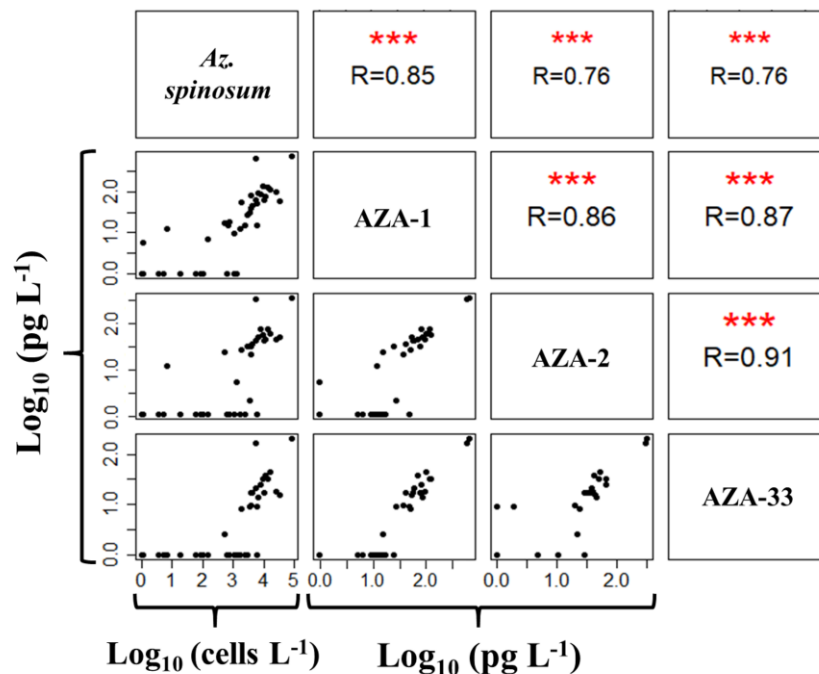 Az.
spinosum
***
R=0.85
***
R=0.76
***
R=0.76
0.0 1.0 2.0
AZA-1
***
R=0.86
***
R=0.87
0.0 1.0 2.0
AZA-2
***
R=0.91
0.0 1.0 2.0
AZA-33
0 1 2 3 4 5
0.0 1.0 2.0
0.0 1.0 2.0
Log10 (pg L-1)
Log10 (cells L-1)
Log10 (pg L-1)